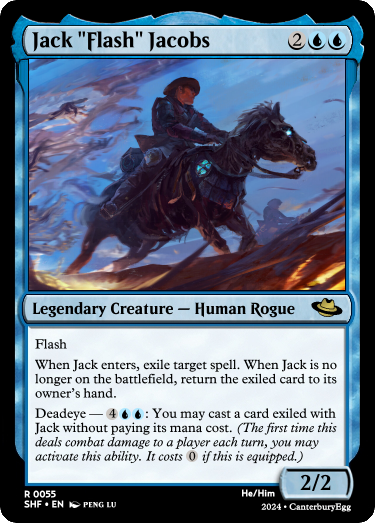 Jack "Flash" Jacobs 2UU
Legendary Creature — Human Rogue
Flash
When Jack enters, exile target spell. When Jack is no
longer on the battlefield, return the exiled card to its
owner's hand.
Deadeye — 4UU: You may cast a card exiled with
Jack without paying its mana cost. (The first time this
deals combat damage to a player each turn, you may
activate this ability. It costs 0 if this is equipped.)
2/2
R 0055
He/Him
SHF • EN PENG LU
2024 • CanterburyEgg